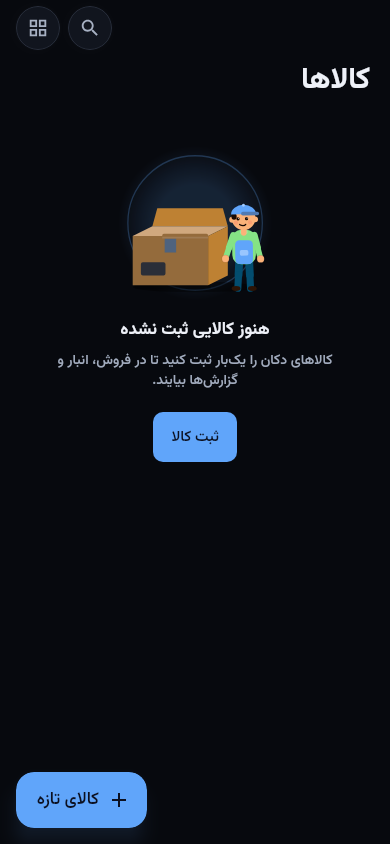 کالاها
هنوز کالایی ثبت نشده
کالاهای دکان را یک‌بار ثبت کنید تا در فروش، انبار و
گزارش‌ها بیایند.
ثبت کالا
کالای تازه